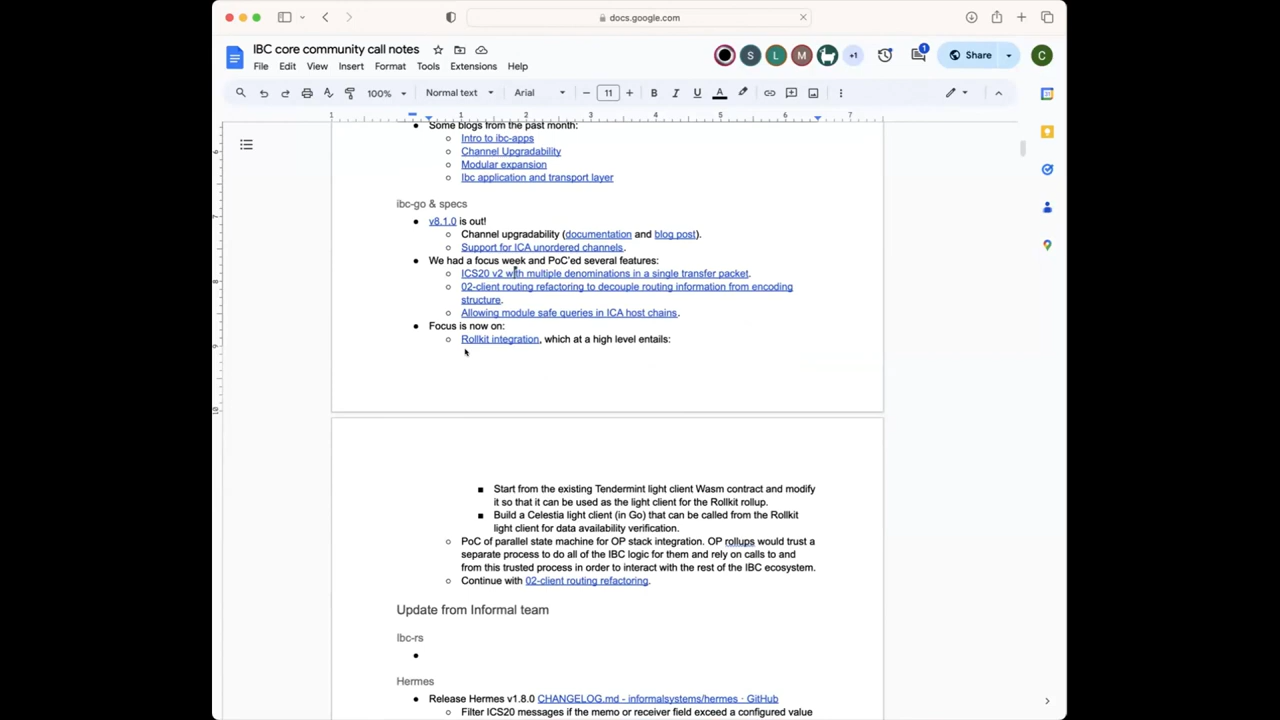 docs.google.com
IBC core community call notes
S L M +1
1
Share
C
File Edit View Insert Format Tools Extensions Help
100% Normal text Arial 11 B I U A
1 1 2 3 4 5 6 7
Some blogs from the past month:
Intro to ibc-apps
Channel Upgradability
Modular expansion
Ibc application and transport layer
ibc-go & specs
v8.1.0 is out!
Channel upgradability (documentation and blog post).
Support for ICA unordered channels.
We had a focus week and PoC'ed several features:
ICS20 v2 with multiple denominations in a single transfer packet.
02-client routing refactoring to decouple routing information from encoding
structure.
Allowing module safe queries in ICA host chains.
Focus is now on:
Rollkit integration, which at a high level entails:
Start from the existing Tendermint light client Wasm contract and modify
it so that it can be used as the light client for the Rollkit rollup.
Build a Celestia light client (in Go) that can be called from the Rollkit
light client for data availability verification.
PoC of parallel state machine for OP stack integration. OP rollups would trust a
separate process to do all of the IBC logic for them and rely on calls to and
from this trusted process in order to interact with the rest of the IBC ecosystem.
Continue with 02-client routing refactoring.
Update from Informal team
Ibc-rs
Hermes
Release Hermes v1.8.0 CHANGELOG.md - informalsystems/hermes · GitHub
Filter ICS20 messages if the memo or receiver field exceed a configured value